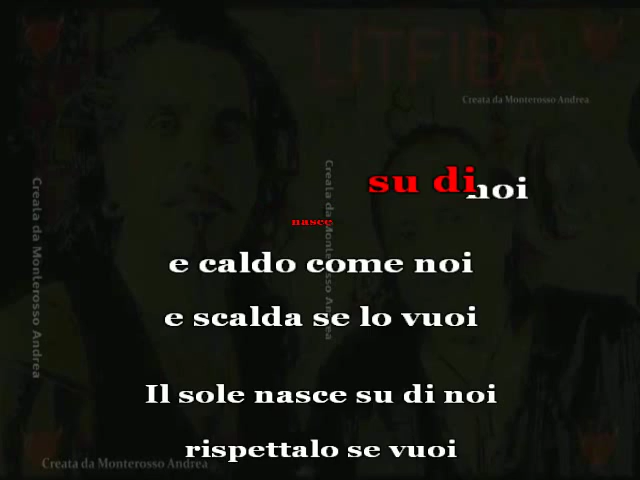 LITFIBA
Creata da Monterosso Andrea
Creata da Monterosso Andrea
Creata da Monterosso Andrea
su di noi
nasce
e caldo come noi
e scalda se lo vuoi
Il sole nasce su di noi
rispettalo se vuoi
Creata da Monterosso Andrea